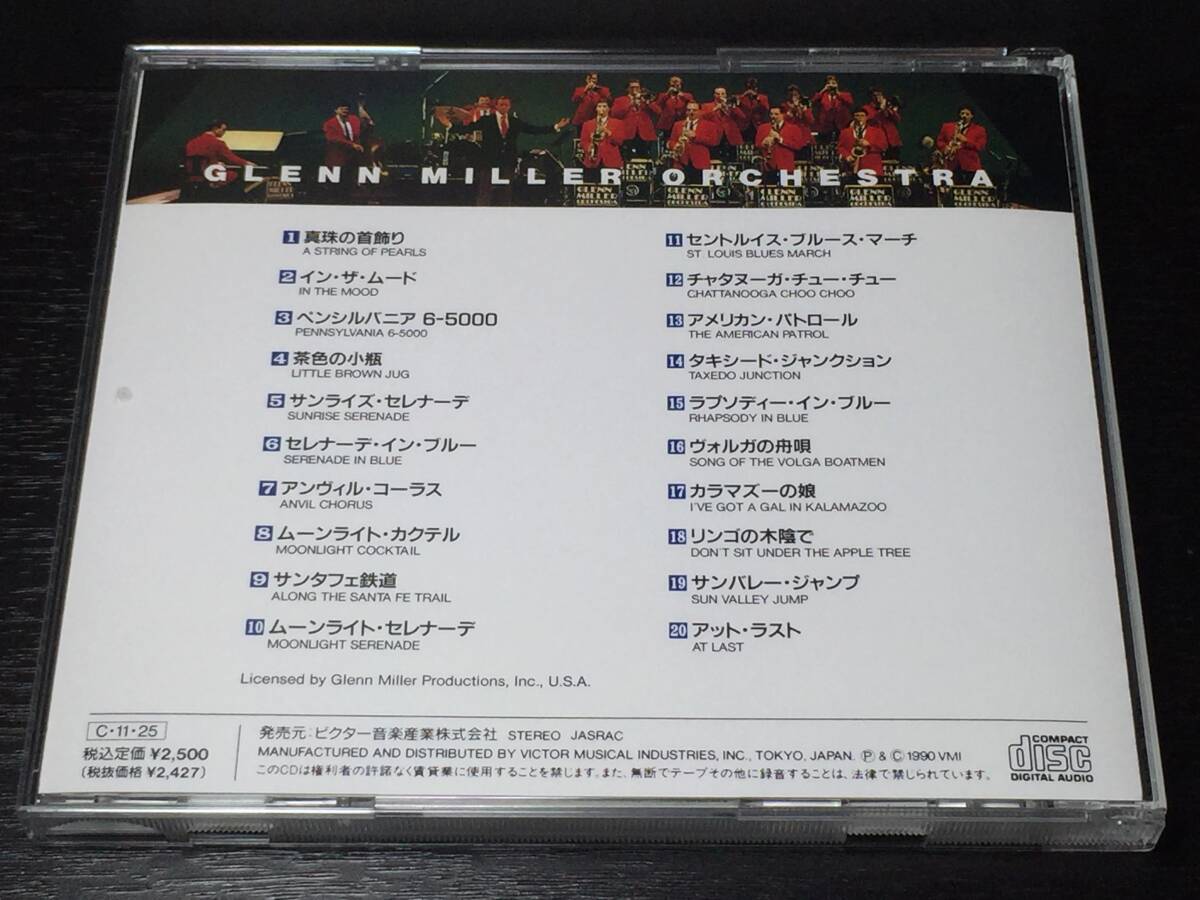 GLENN MILLER ORCHESTRA
1 真珠の首飾り
A STRING OF PEARLS
2 イン・ザ・ムード
IN THE MOOD
3 ペンシルバニア 6-5000
PENNSYLVANIA 6-5000
4 茶色の小瓶
LITTLE BROWN JUG
5 サンライズ・セレナーデ
SUNRISE SERENADE
6 セレナーデ・イン・ブルー
SERENADE IN BLUE
7 アンヴィル・コーラス
ANVIL CHORUS
8 ムーンライト・カクテル
MOONLIGHT COCKTAIL
9 サンタフェ鉄道
ALONG THE SANTA FE TRAIL
10 ムーンライト・セレナーデ
MOONLIGHT SERENADE
11 セントルイス・ブルース・マーチ
ST. LOUIS BLUES MARCH
12 チャタヌーガ・チュー・チュー
CHATTANOOGA CHOO CHOO
13 アメリカン・パトロール
THE AMERICAN PATROL
14 タキシード・ジャンクション
TAXEDO JUNCTION
15 ラプソディー・イン・ブルー
RHAPSODY IN BLUE
16 ヴォルガの舟唄
SONG OF THE VOLGA BOATMEN
17 カラマズーの娘
I'VE GOT A GAL IN KALAMAZOO
18 リンゴの木陰で
DON'T SIT UNDER THE APPLE TREE
19 サンバレー・ジャンプ
SUN VALLEY JUMP
20 アット・ラスト
AT LAST
Licensed by Glenn Miller Productions, Inc., U.S.A.
C・11・25
税込定価 ¥2,500
(税抜価格 ¥2,427)
発売元:ビクター音楽産業株式会社 STEREO JASRAC
MANUFACTURED AND DISTRIBUTED BY VICTOR MUSICAL INDUSTRIES, INC., TOKYO, JAPAN. Ⓟ & © 1990 VMI
このCDは権利者の許諾なく賃貸業に使用することを禁じます。また、無断でテープその他に録音することは、法律で禁じられています。
COMPACT
disc
DIGITAL AUDIO